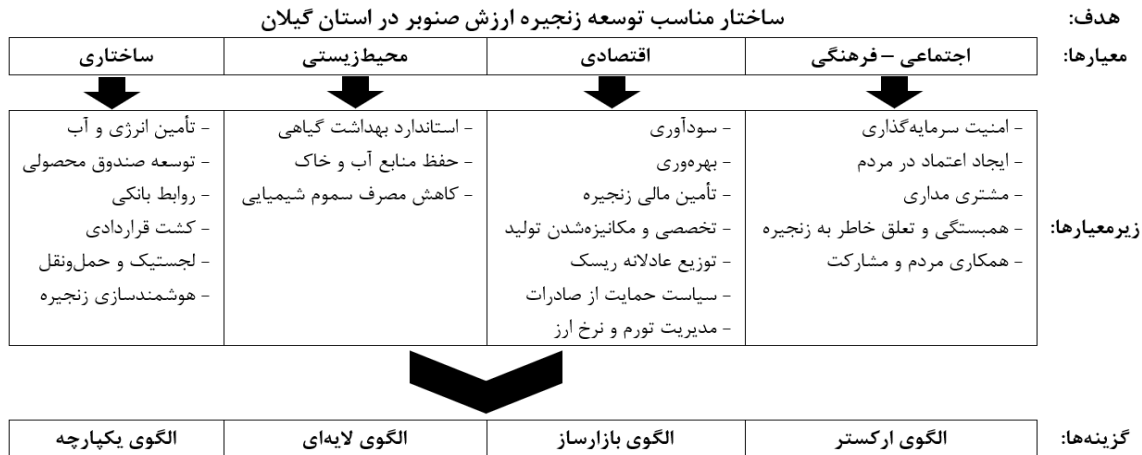 هدف: ساختار مناسب توسعه زنجیره ارزش صنوبر در استان گیلان
معیارها: اجتماعی – فرهنگی اقتصادی محیط‌زیستی ساختاری
زیرمعیارها:
- امنیت سرمایه‌گذاری
- ایجاد اعتماد در مردم
- مشتری مداری
- همبستگی و تعلق خاطر به زنجیره
- همکاری مردم و مشارکت
- سودآوری
- بهره‌وری
- تأمین مالی زنجیره
- تخصصی و مکانیزه‌شدن تولید
- توزیع عادلانه ریسک
- سیاست حمایت از صادرات
- مدیریت تورم و نرخ ارز
- استاندارد بهداشت گیاهی
- حفظ منابع آب و خاک
- کاهش مصرف سموم شیمیایی
- تأمین انرژی و آب
- توسعه صندوق محصولی
- روابط بانکی
- کشت قراردادی
- لجستیک و حمل‌ونقل
- هوشمندسازی زنجیره
گزینه‌ها: الگوی ارکستر الگوی بازارساز الگوی لایه‌ای الگوی یکپارچه